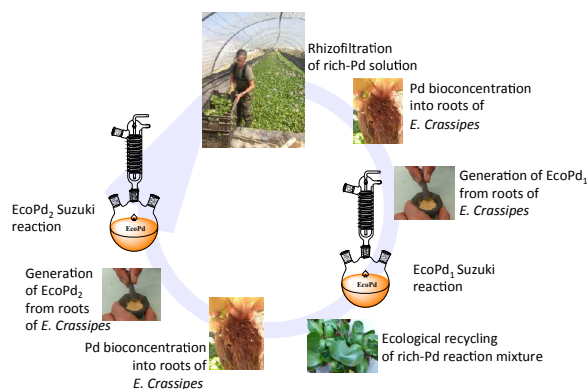 Rhizofiltration
of rich-Pd solution
Pd bioconcentration
into roots of
E. Crassipes
Generation of EcoPd1
from roots of
E. Crassipes
EcoPd
EcoPd1 Suzuki
reaction
Ecological recycling
of rich-Pd reaction mixture
Pd bioconcentration
into roots of
E. Crassipes
Generation
of EcoPd2
from roots
of E. Crassipes
EcoPd2 Suzuki
reaction
EcoPd